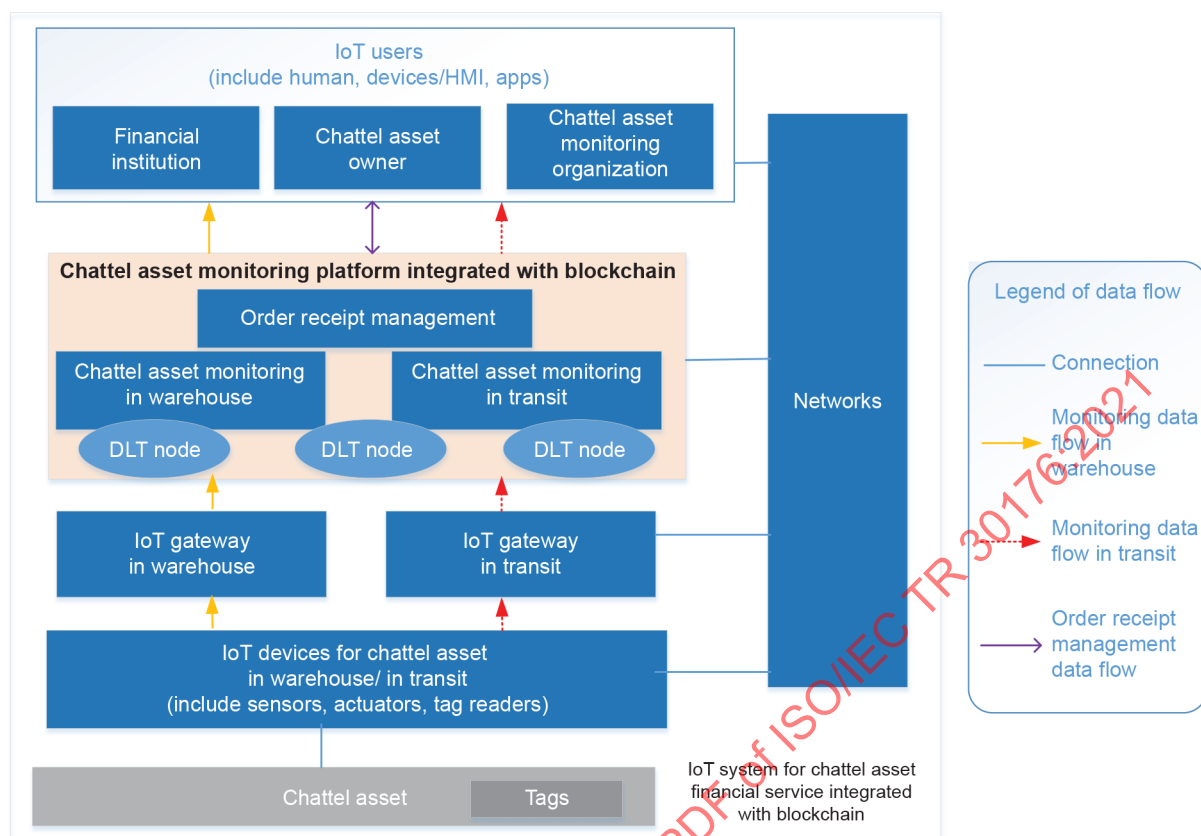 IoT users
(include human, devices/HMI, apps)
Financial
institution
Chattel asset
owner
Chattel asset
monitoring
organization
Chattel asset monitoring platform integrated with blockchain
Order receipt management
Chattel asset monitoring
in warehouse
Chattel asset monitoring
in transit
DLT node
DLT node
DLT node
IoT gateway
in warehouse
IoT gateway
in transit
IoT devices for chattel asset
in warehouse/ in transit
(include sensors, actuators, tag readers)
Chattel asset
Tags
Networks
IoT system for chattel asset
financial service integrated
with blockchain
Legend of data flow
Connection
Monitoring data
flow in
warehouse
Monitoring data
flow in transit
Order receipt
management
data flow
PDF of ISO/IEC TR 30176:2021